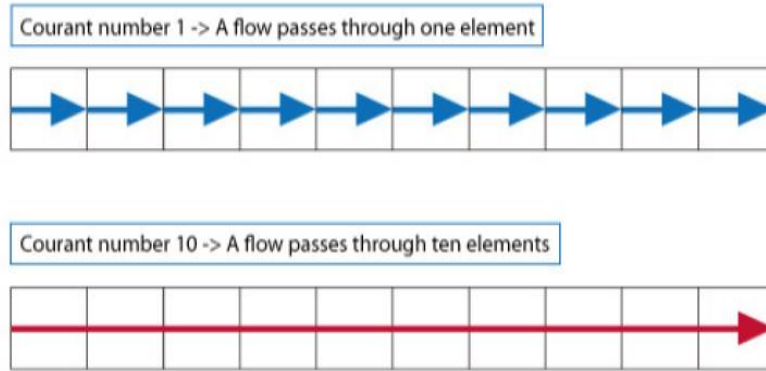 Courant number 1 -> A flow passes through one element
Courant number 10 -> A flow passes through ten elements